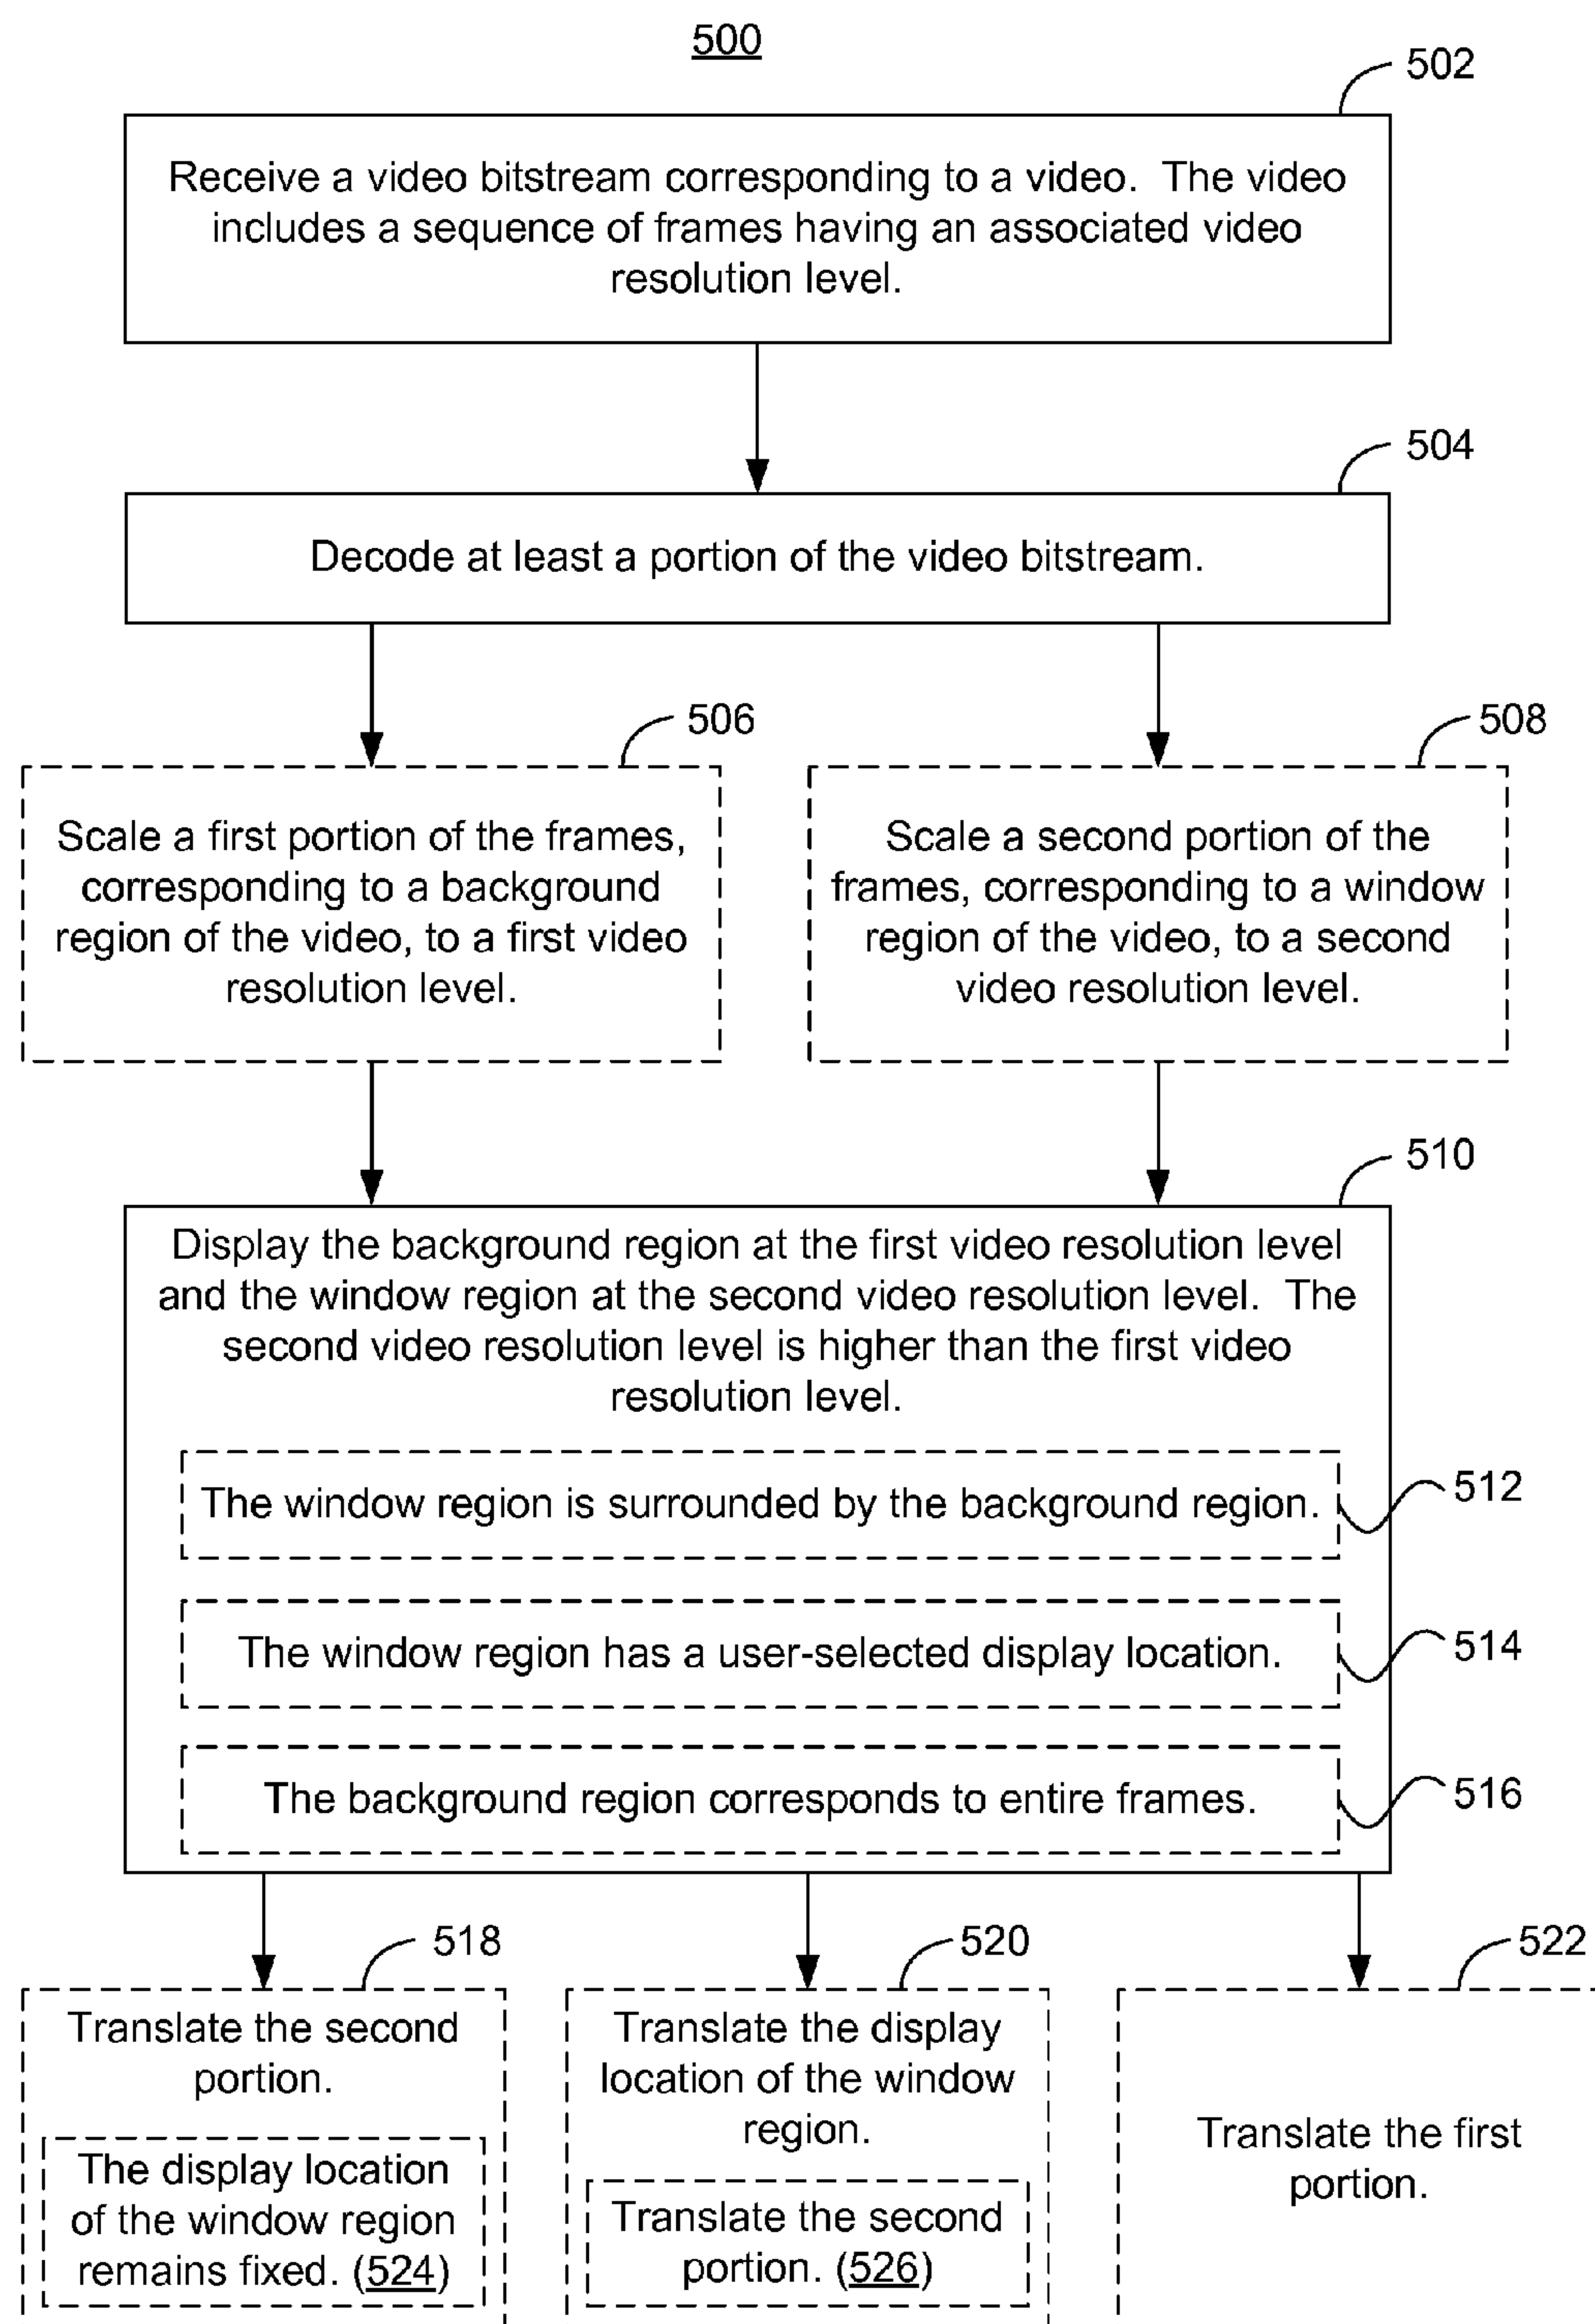 500
502
Receive a video bitstream corresponding to a video. The video
includes a sequence of frames having an associated video
resolution level.
504
Decode at least a portion of the video bitstream.
506
Scale a first portion of the frames,
corresponding to a background
region of the video, to a first video
resolution level.
508
Scale a second portion of the
frames, corresponding to a window
region of the video, to a second
video resolution level.
510
Display the background region at the first video resolution level
and the window region at the second video resolution level. The
second video resolution level is higher than the first video
resolution level.
The window region is surrounded by the background region.
512
The window region has a user-selected display location.
514
The background region corresponds to entire frames.
516
518
Translate the second
portion.
The display location
of the window region
remains fixed. (524)
520
Translate the display
location of the window
region.
Translate the second
portion. (526)
522
Translate the first
portion.